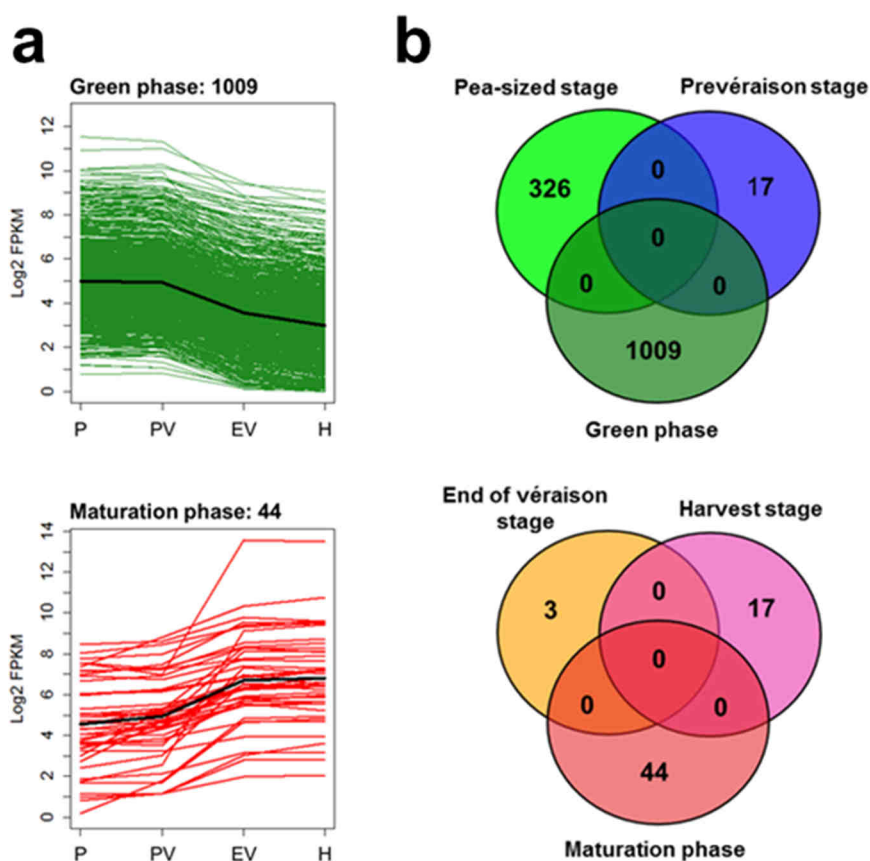 a
Green phase: 1009
Log2 FPKM
12
10
8
6
4
2
0
P PV EV H
b
Pea-sized stage
Prevéraison stage
326
0
17
0
0
0
1009
Green phase
Maturation phase: 44
Log2 FPKM
14
12
10
8
6
4
2
0
P PV EV H
End of véraison
stage
Harvest stage
3
0
17
0
0
0
44
Maturation phase